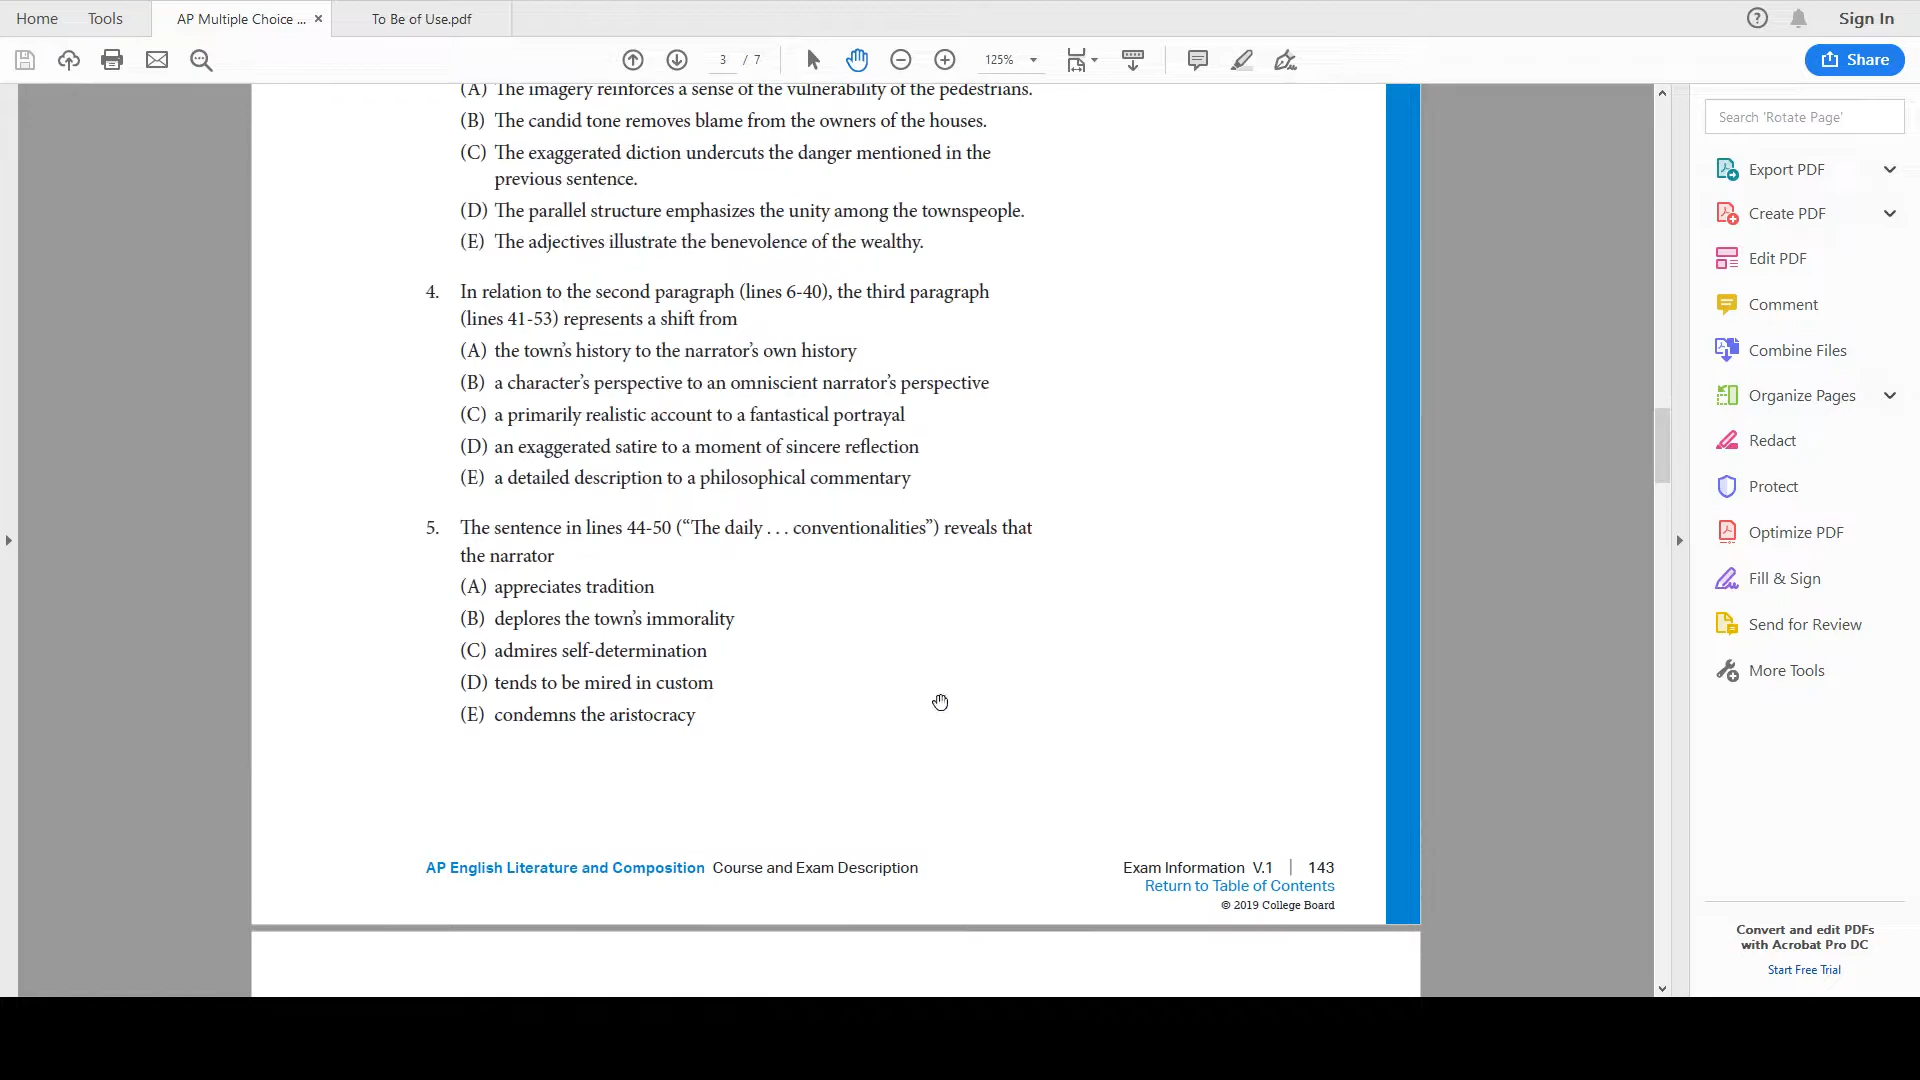 Home Tools AP Multiple Choice ... × To Be of Use.pdf Sign In
3 / 7 125% Share
(A) The imagery reinforces a sense of the vulnerability of the pedestrians.
(B) The candid tone removes blame from the owners of the houses.
(C) The exaggerated diction undercuts the danger mentioned in the
previous sentence.
(D) The parallel structure emphasizes the unity among the townspeople.
(E) The adjectives illustrate the benevolence of the wealthy.
4. In relation to the second paragraph (lines 6-40), the third paragraph
(lines 41-53) represents a shift from
(A) the town’s history to the narrator’s own history
(B) a character’s perspective to an omniscient narrator’s perspective
(C) a primarily realistic account to a fantastical portrayal
(D) an exaggerated satire to a moment of sincere reflection
(E) a detailed description to a philosophical commentary
5. The sentence in lines 44-50 (“The daily . . . conventionalities”) reveals that
the narrator
(A) appreciates tradition
(B) deplores the town’s immorality
(C) admires self-determination
(D) tends to be mired in custom
(E) condemns the aristocracy
AP English Literature and Composition Course and Exam Description
Exam Information V.1 | 143
Return to Table of Contents
© 2019 College Board
Search 'Rotate Page'
Export PDF
Create PDF
Edit PDF
Comment
Combine Files
Organize Pages
Redact
Protect
Optimize PDF
Fill & Sign
Send for Review
More Tools
Convert and edit PDFs
with Acrobat Pro DC
Start Free Trial